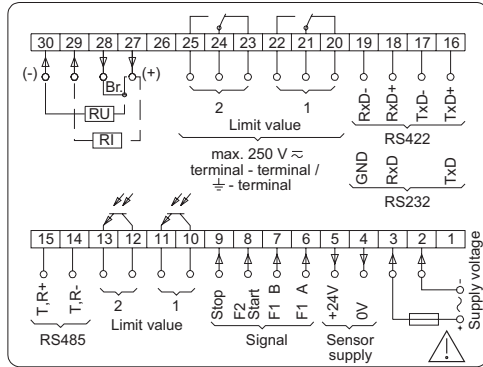 30 29 28 27 26 25 24 23 22 21 20 19 18 17 16
(-) (+)
Br.
RU
RI
2 1
Limit value
max. 250 V ≂
terminal - terminal /
⏚ - terminal
RxD- RxD+ TxD- TxD+
RS422
GND RxD TxD
RS232
15 14 13 12 11 10 9 8 7 6 5 4 3 2 1
T,R+ T,R-
RS485
2 1
Limit value
Stop
F2
Start
F1 B
F1 A
Signal
+24V
0V
Sensor
supply
- ~ +
Supply voltage
!